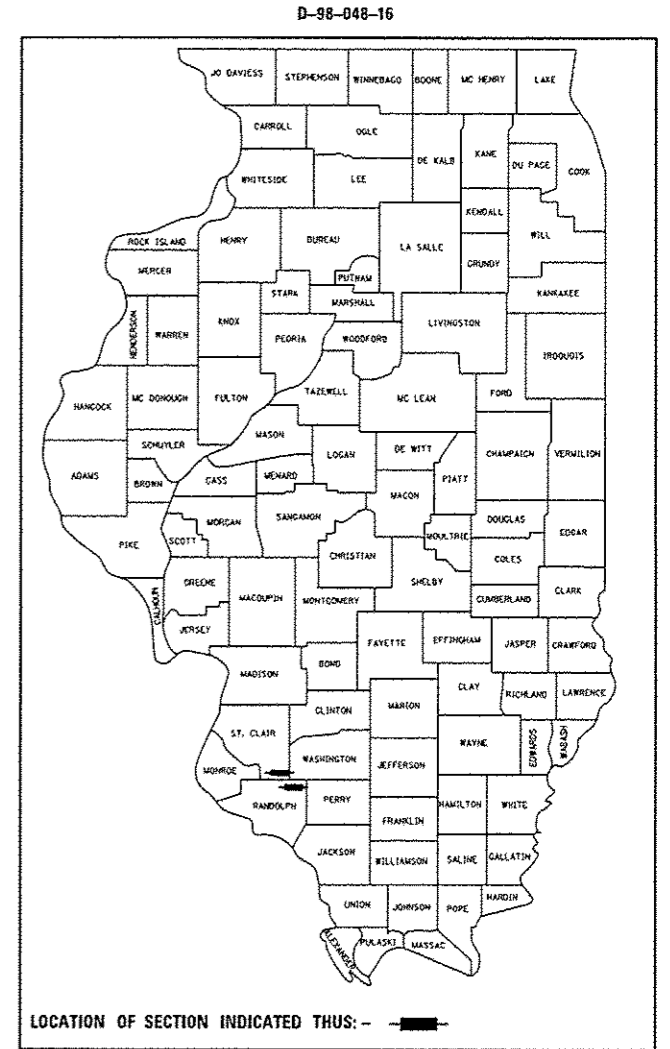 D-98-048-16
JO DAVIESS
STEPHENSON
WINNEBAGO
BOONE
MC HENRY
LAKE
CARROLL
OGLE
DE KALB
KANE
DU PAGE
COOK
WHITESIDE
LEE
KENDALL
WILL
ROCK ISLAND
HENRY
BUREAU
LA SALLE
GRUNDY
MERCER
PUTNAM
KANKAKEE
STARK
MARSHALL
HENDERSON
WARREN
KNOX
PEORIA
WOODFORD
LIVINGSTON
IROQUOIS
HANCOCK
MC DONOUGH
FULTON
TAZEWELL
MC LEAN
FORD
MASON
SCHUYLER
LOGAN
DE WITT
CHAMPAIGN
VERMILION
ADAMS
BROWN
CASS
MENARD
MACON
PIATT
PIKE
SCOTT
MORGAN
SANGAMON
CHRISTIAN
MOULTRIE
DOUGLAS
EDGAR
COLES
CALHOUN
GREENE
MACOUPIN
MONTGOMERY
SHELBY
CUMBERLAND
CLARK
JERSEY
FAYETTE
EFFINGHAM
JASPER
CRAWFORD
MADISON
BOND
CLAY
RICHLAND
LAWRENCE
CLINTON
MARION
ST. CLAIR
WAYNE
EDWARDS
WABASH
MONROE
WASHINGTON
JEFFERSON
RANDOLPH
PERRY
HAMILTON
WHITE
FRANKLIN
JACKSON
WILLIAMSON
SALINE
GALLATIN
UNION
JOHNSON
POPE
HARDIN
ALEXANDER
PULASKI
MASSAC
LOCATION OF SECTION INDICATED THUS: -